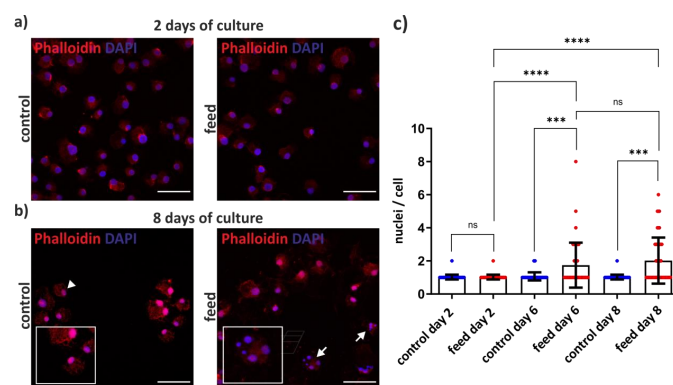 a)
2 days of culture
Phalloidin DAPI
Phalloidin DAPI
control
feed
b)
8 days of culture
Phalloidin DAPI
Phalloidin DAPI
control
feed
c)
****
****
ns
***
***
ns
nuclei / cell
10
8
6
4
2
0
control day 2
feed day 2
control day 6
feed day 6
control day 8
feed day 8